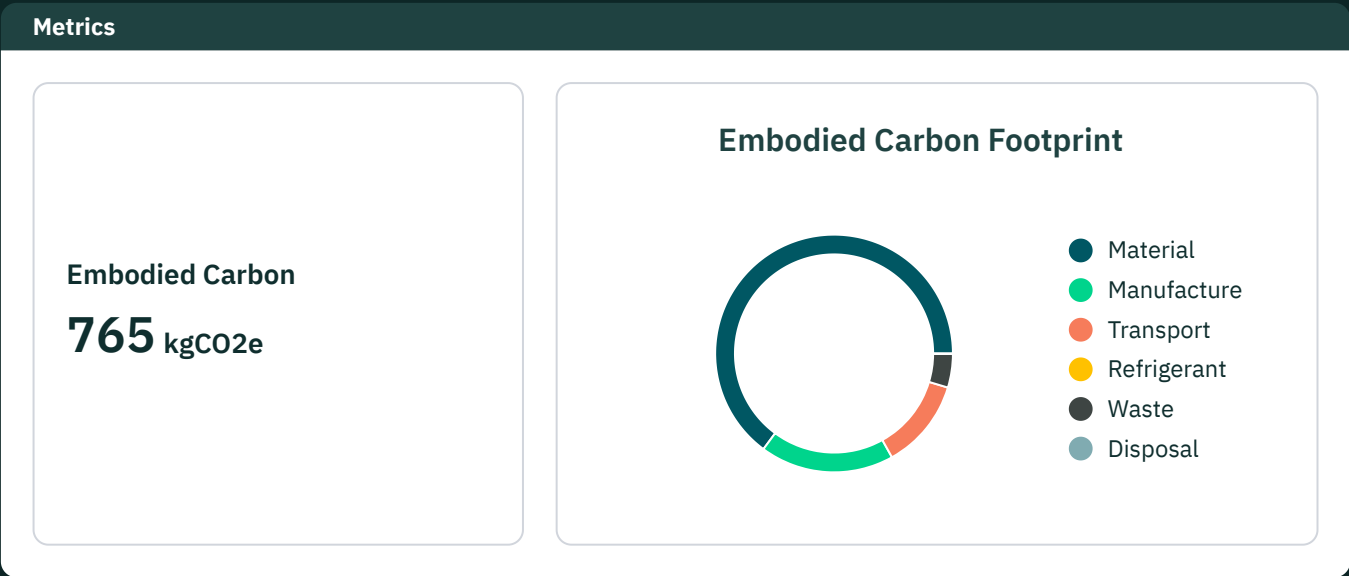 Metrics
Embodied Carbon
765 kgCO2e
Embodied Carbon Footprint
Material
Manufacture
Transport
Refrigerant
Waste
Disposal